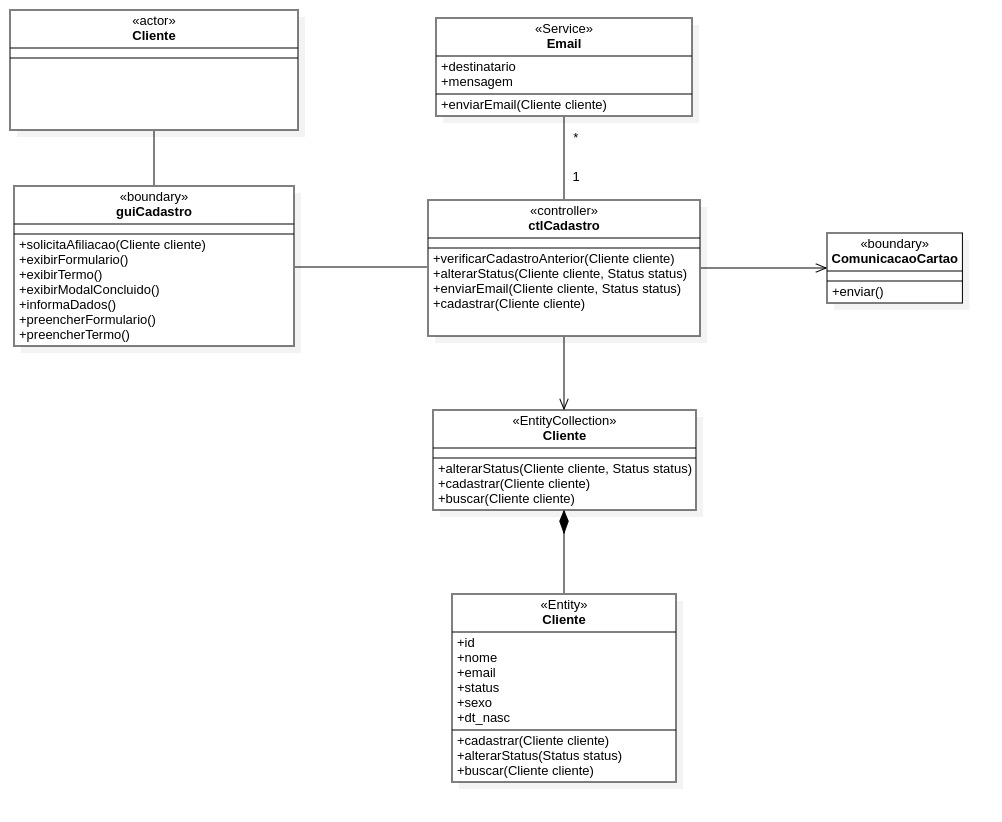 «actor»
Cliente
«Service»
Email
+destinatario
+mensagem
+enviarEmail(Cliente cliente)
*
1
«boundary»
guiCadastro
+solicitaAfiliacao(Cliente cliente)
+exibirFormulario()
+exibirTermo()
+exibirModalConcluido()
+informaDados()
+preencherFormulario()
+preencherTermo()
«controller»
ctlCadastro
+verificarCadastroAnterior(Cliente cliente)
+alterarStatus(Cliente cliente, Status status)
+enviarEmail(Cliente cliente, Status status)
+cadastrar(Cliente cliente)
«boundary»
ComunicacaoCartao
+enviar()
«EntityCollection»
Cliente
+alterarStatus(Cliente cliente, Status status)
+cadastrar(Cliente cliente)
+buscar(Cliente cliente)
«Entity»
Cliente
+id
+nome
+email
+status
+sexo
+dt_nasc
+cadastrar(Cliente cliente)
+alterarStatus(Status status)
+buscar(Cliente cliente)